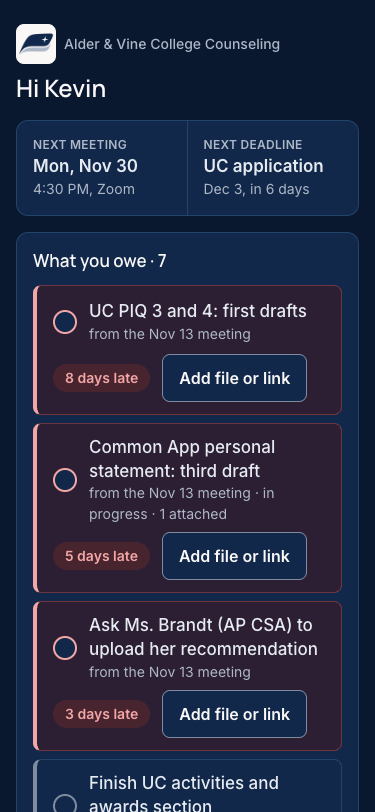 Alder & Vine College Counseling
Hi Kevin
NEXT MEETING
Mon, Nov 30
4:30 PM, Zoom
NEXT DEADLINE
UC application
Dec 3, in 6 days
What you owe · 7
UC PIQ 3 and 4: first drafts
from the Nov 13 meeting
8 days late
Add file or link
Common App personal
statement: third draft
from the Nov 13 meeting · in
progress · 1 attached
5 days late
Add file or link
Ask Ms. Brandt (AP CSA) to
upload her recommendation
from the Nov 13 meeting
3 days late
Add file or link
Finish UC activities and
awards section